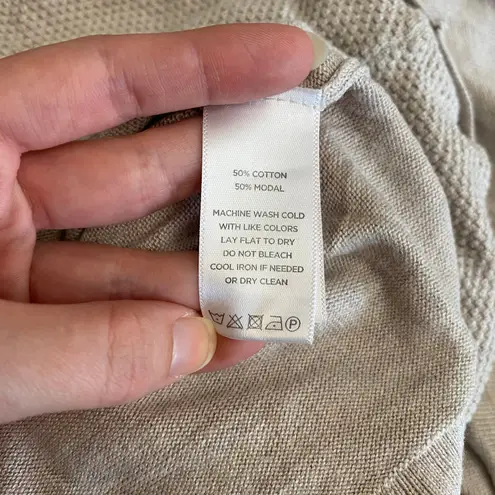 50% COTTON
50% MODAL
MACHINE WASH COLD
WITH LIKE COLORS
LAY FLAT TO DRY
DO NOT BLEACH
COOL IRON IF NEEDED
OR DRY CLEAN
P